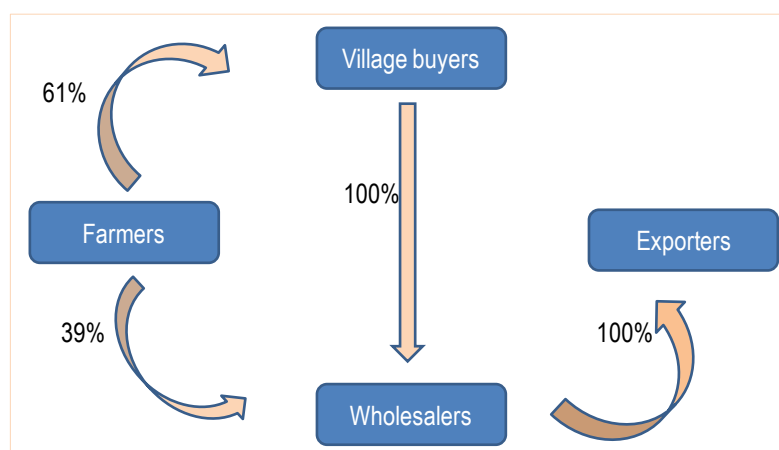 Village buyers
61%
100%
Farmers
Exporters
39%
100%
Wholesalers